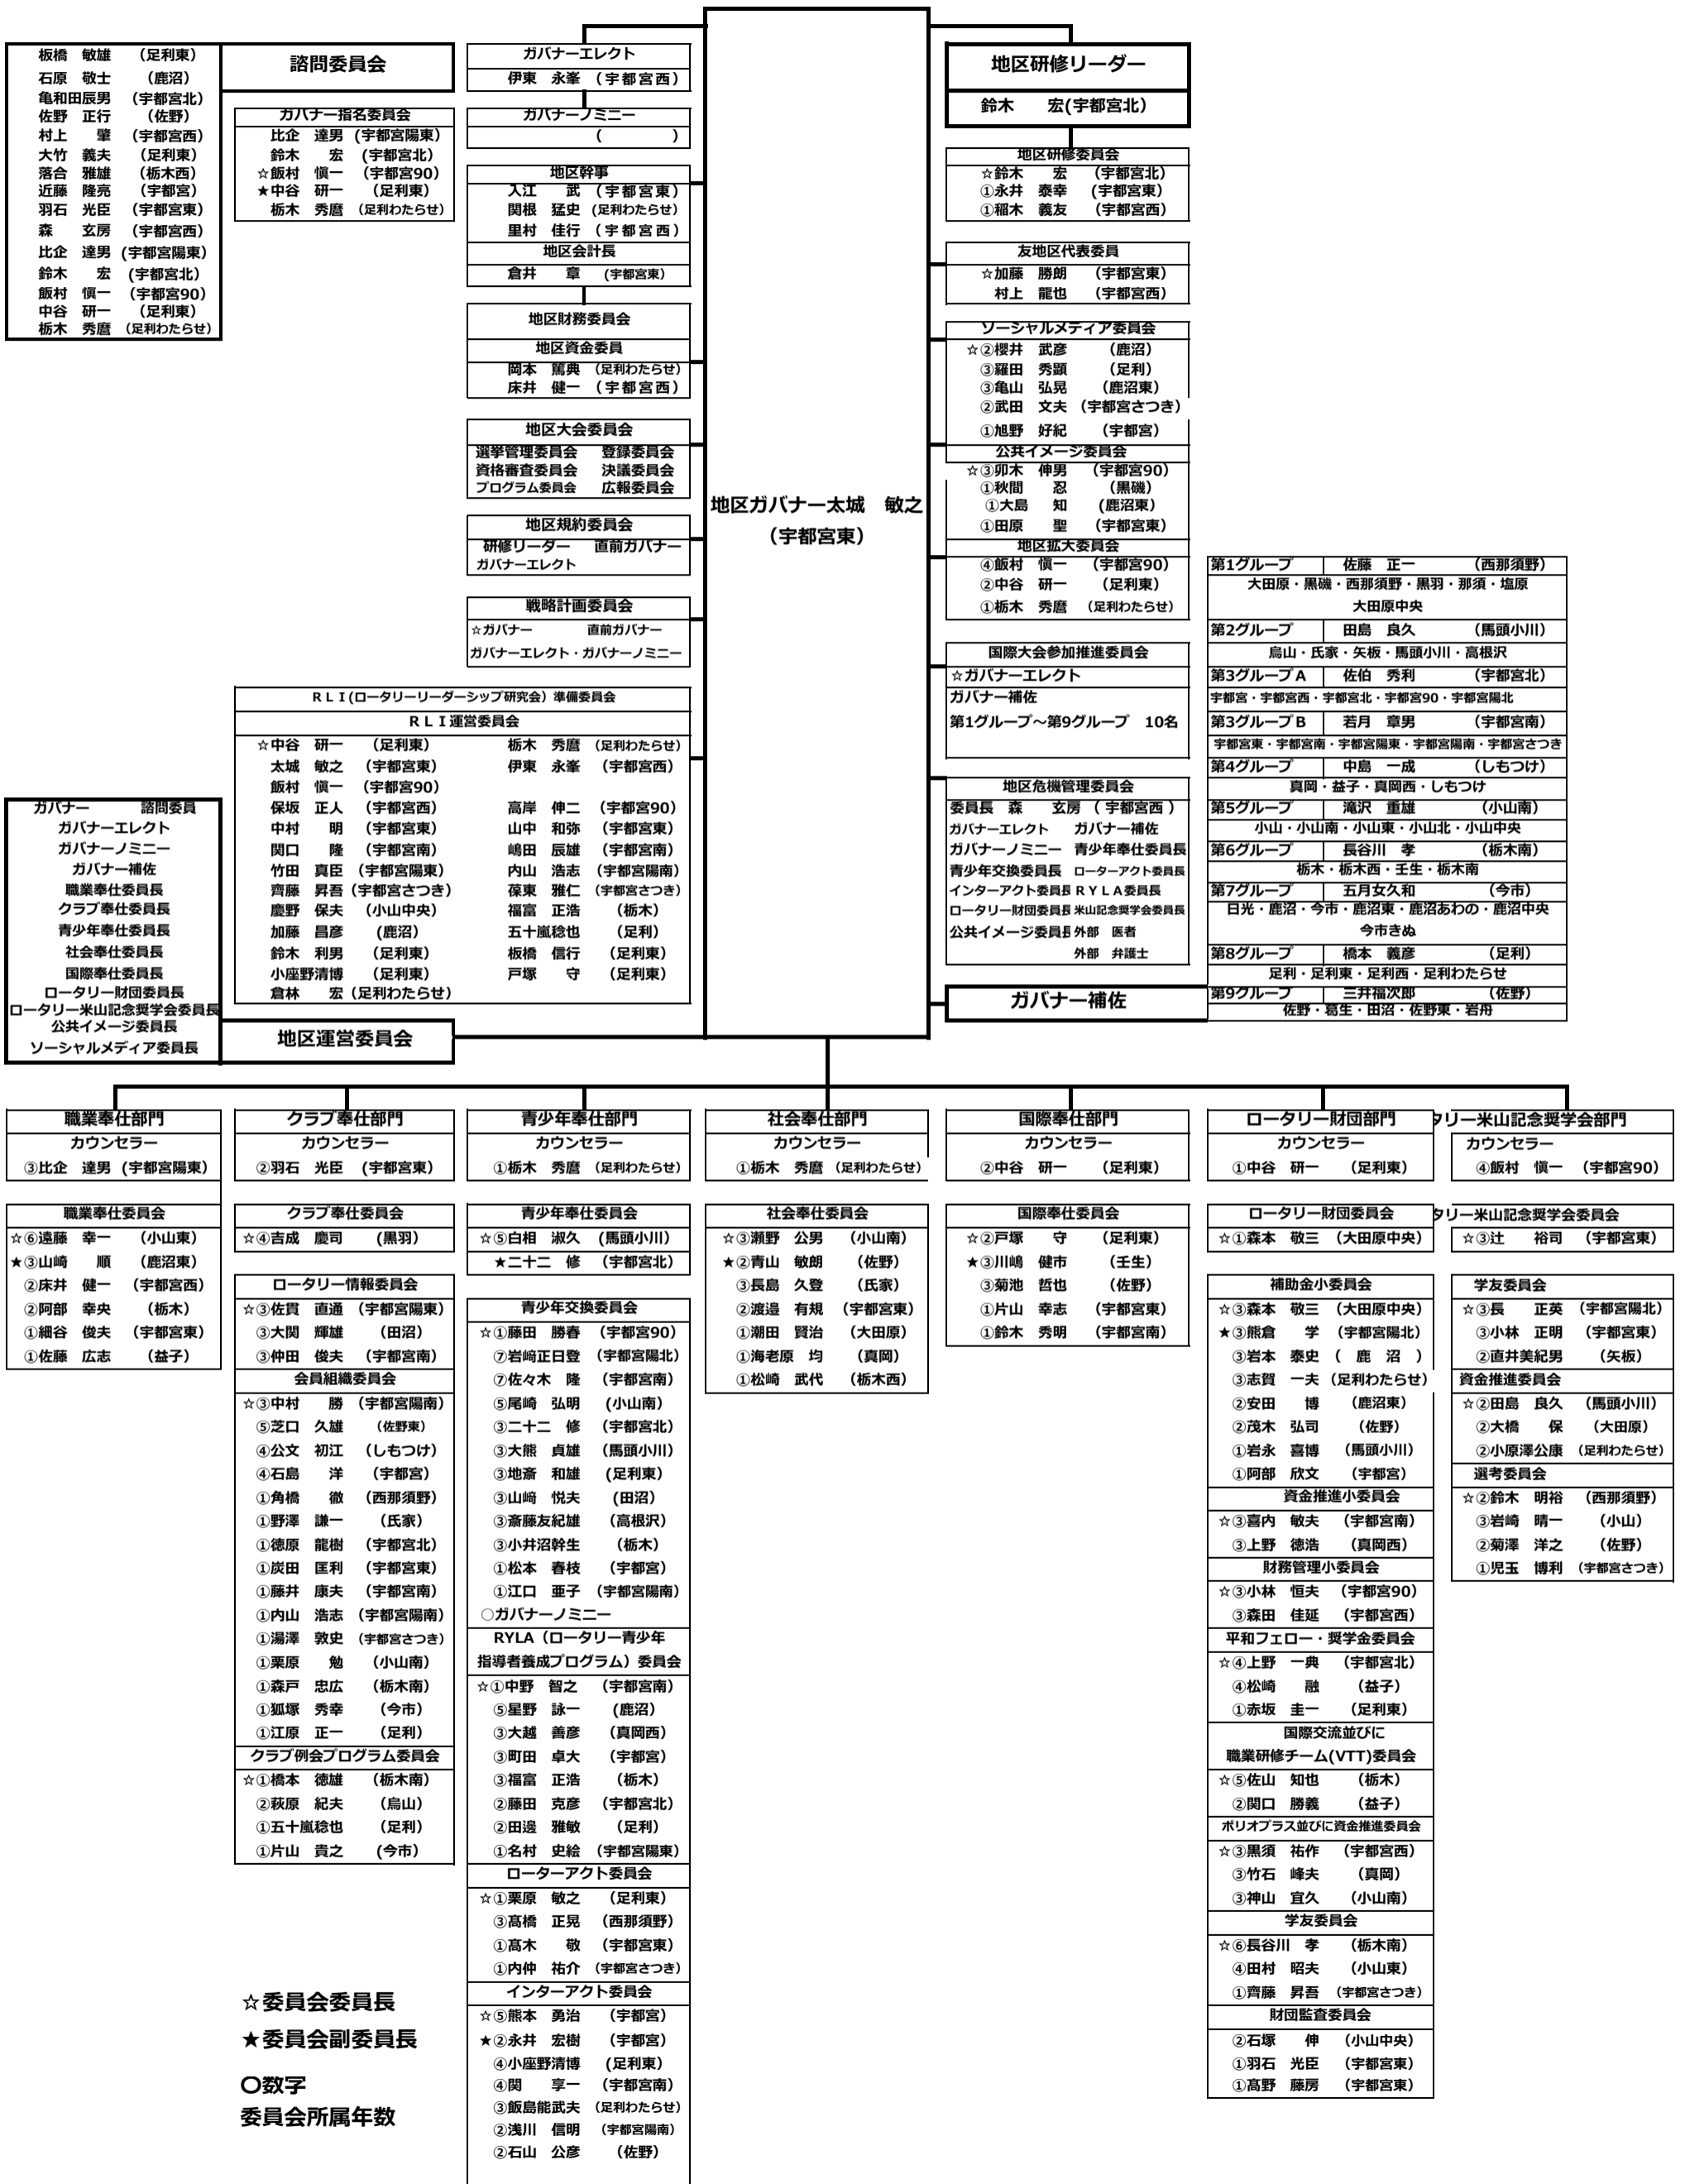 板橋　敏雄　（足利東）
石原　敬士　（鹿沼）
亀和田辰男　（宇都宮北）
佐野　正行　（佐野）
村上　　肇　（宇都宮西）
大竹　義夫　（足利東）
落合　雅雄　（栃木西）
近藤　隆亮　（宇都宮）
羽石　光臣　（宇都宮東）
森　　玄房　（宇都宮西）
比企　達男　(宇都宮陽東）
鈴木　　宏　（宇都宮北）
飯村　愼一　（宇都宮90）
中谷　研一　（足利東）
栃木　秀麿　（足利わたらせ）
諮問委員会
ガバナー指名委員会
比企　達男　(宇都宮陽東）
鈴木　　宏　（宇都宮北）
☆飯村　愼一　（宇都宮90）
★中谷　研一　（足利東）
栃木　秀麿　（足利わたらせ）
ガバナーエレクト
伊東　永峯　（宇都宮西）
ガバナーノミニー
（　　　　　）
地区幹事
入江　　武　（宇都宮東）
関根　猛史　（足利わたらせ）
里村　佳行　（宇都宮西）
地区会計長
倉井　　章　（宇都宮東）
地区財務委員会
地区資金委員
岡本　篤典　（足利わたらせ）
床井　健一　（宇都宮西）
地区大会委員会
選挙管理委員会　登録委員会
資格審査委員会　決議委員会
プログラム委員会　広報委員会
地区規約委員会
研修リーダー　直前ガバナー
ガバナーエレクト
戦略計画委員会
☆ガバナー　直前ガバナー
ガバナーエレクト・ガバナーノミニー
ＲＬＩ(ロータリーリーダーシップ研究会）準備委員会
ＲＬＩ運営委員会
☆中谷　研一　（足利東）　栃木　秀麿　（足利わたらせ）
太城　敏之　（宇都宮東）　伊東　永峯　（宇都宮西）
飯村　愼一　（宇都宮90）
保坂　正人　（宇都宮西）　高岸　伸二　（宇都宮90）
中村　　明　（宇都宮東）　山中　和弥　（宇都宮東）
関口　　隆　（宇都宮南）　嶋田　辰雄　（宇都宮南）
竹田　真臣　（宇都宮陽東）　内山　浩志　（宇都宮陽南）
齊藤　昇吾（宇都宮さつき）　葆東　雅仁　（宇都宮さつき）
慶野　保夫　（小山中央）　福富　正浩　（栃木）
加藤　昌彦　（鹿沼）　五十嵐稔也　（足利）
鈴木　利男　（足利東）　板橋　信行　（足利東）
小座野清博　（足利東）　戸塚　　守　（足利東）
倉林　　宏（足利わたらせ）
ガバナー　諮問委員
ガバナーエレクト
ガバナーノミニー
ガバナー補佐
職業奉仕委員長
クラブ奉仕委員長
青少年奉仕委員長
社会奉仕委員長
国際奉仕委員長
ロータリー財団委員長
ロータリー米山記念奨学会委員長
公共イメージ委員長
ソーシャルメディア委員長
地区運営委員会
地区ガバナー太城　敏之
（宇都宮東）
地区研修リーダー
鈴木　　宏(宇都宮北）
地区研修委員会
☆鈴木　　宏　（宇都宮北）
①永井　泰幸　（宇都宮東）
①稲木　義友　（宇都宮西）
友地区代表委員
☆加藤　勝朗　（宇都宮東）
村上　龍也　（宇都宮西）
ソーシャルメディア委員会
☆②櫻井　武彦　（鹿沼）
③羅田　秀顕　（足利）
③亀山　弘晃　（鹿沼東）
②武田　文夫　（宇都宮さつき）
①旭野　好紀　（宇都宮）
公共イメージ委員会
☆③卯木　伸男　（宇都宮90）
①秋間　　忍　（黒磯）
①大島　　知　（鹿沼東）
①田原　　聖　（宇都宮東）
地区拡大委員会
④飯村　愼一　（宇都宮90）
②中谷　研一　（足利東）
①栃木　秀麿　（足利わたらせ）
国際大会参加推進委員会
☆ガバナーエレクト
ガバナー補佐
第1グループ～第9グループ　10名
地区危機管理委員会
委員長　森　　玄房　（ 宇都宮西 ）
ガバナーエレクト　ガバナー補佐
ガバナーノミニー　青少年奉仕委員長
青少年交換委員長　ローターアクト委員長
インターアクト委員長　ＲＹＬＡ委員長
ロータリー財団委員長　米山記念奨学会委員長
公共イメージ委員長　外部　医者
外部　弁護士
ガバナー補佐
第1グループ　佐藤　正一　（西那須野）
大田原・黒磯・西那須野・黒羽・那須・塩原
大田原中央
第2グループ　田島　良久　（馬頭小川）
烏山・氏家・矢板・馬頭小川・高根沢
第3グループＡ　佐伯　秀利　（宇都宮北）
宇都宮・宇都宮西・宇都宮北・宇都宮90・宇都宮陽北
第3グループＢ　若月　章男　（宇都宮南）
宇都宮東・宇都宮南・宇都宮陽東・宇都宮陽南・宇都宮さつき
第4グループ　中島　一成　（しもつけ）
真岡・益子・真岡西・しもつけ
第5グループ　滝沢　重雄　（小山南）
小山・小山南・小山東・小山北・小山中央
第6グループ　長谷川　孝　（栃木南）
栃木・栃木西・壬生・栃木南
第7グループ　五月女久和　（今市）
日光・鹿沼・今市・鹿沼東・鹿沼あわの・鹿沼中央
今市きぬ
第8グループ　橋本　義彦　（足利）
足利・足利東・足利西・足利わたらせ
第9グループ　三井福次郎　（佐野）
佐野・葛生・田沼・佐野東・岩舟
職業奉仕部門
カウンセラー
③比企　達男　(宇都宮陽東）
職業奉仕委員会
☆⑥遠藤　幸一　（小山東）
★③山崎　　順　（鹿沼東）
②床井　健一　（宇都宮西）
②阿部　幸央　（栃木）
①細谷　俊夫　（宇都宮東）
①佐藤　広志　（益子）
クラブ奉仕部門
カウンセラー
②羽石　光臣　(宇都宮東）
クラブ奉仕委員会
☆④吉成　慶司　（黒羽）
ロータリー情報委員会
☆③佐貫　直通　（宇都宮陽東）
③大関　輝雄　（田沼）
③仲田　俊夫　（宇都宮南）
会員組織委員会
☆③中村　　勝　（宇都宮陽南）
⑤芝口　久雄　（佐野東）
④公文　初江　（しもつけ）
④石島　　洋　（宇都宮）
①角橋　　徹　（西那須野）
①野澤　謙一　（氏家）
①徳原　龍樹　（宇都宮北）
①炭田　匡利　（宇都宮東）
①藤井　康夫　（宇都宮南）
①内山　浩志　（宇都宮陽南）
①湯澤　敦史　（宇都宮さつき）
①栗原　　勉　（小山南）
①森戸　忠広　（栃木南）
①狐塚　秀幸　（今市）
①江原　正一　（足利）
クラブ例会プログラム委員会
☆①橋本　徳雄　（栃木南）
②萩原　紀夫　（烏山）
①五十嵐稔也　（足利）
①片山　貴之　（今市）
☆委員会委員長
★委員会副委員長
〇数字
委員会所属年数
青少年奉仕部門
カウンセラー
①栃木　秀麿　（足利わたらせ）
青少年奉仕委員会
☆⑤白相　淑久　（馬頭小川）
★二十二　修　（宇都宮北）
青少年交換委員会
☆①藤田　勝春　（宇都宮90）
⑦岩崎正日登　（宇都宮陽北）
⑦佐々木　隆　（宇都宮南）
⑤尾崎　弘明　（小山南）
③二十二　修　（宇都宮北）
③大熊　貞雄　（馬頭小川）
③地斎　和雄　（足利東）
③山﨑　悦夫　（田沼）
③斎藤友紀雄　（高根沢）
③小井沼幹生　（栃木）
①松本　春枝　（宇都宮）
①江口　亜子　（宇都宮陽南）
○ガバナーノミニー
RYLA（ロータリー青少年
指導者養成プログラム）委員会
☆①中野　智之　（宇都宮南）
⑤星野　詠一　（鹿沼）
③大越　善彦　（真岡西）
③町田　卓大　（宇都宮）
③福富　正浩　（栃木）
②藤田　克彦　（宇都宮北）
②田邉　雅敏　（足利）
①名村　史絵　（宇都宮陽東）
ローターアクト委員会
☆①栗原　敏之　（足利東）
③髙橋　正晃　（西那須野）
①髙木　　敬　（宇都宮東）
①内仲　祐介　（宇都宮さつき）
インターアクト委員会
☆⑤熊本　勇治　（宇都宮）
★②永井　宏樹　（宇都宮）
④小座野清博　（足利東）
④関　　享一　（宇都宮南）
③飯島能武夫　（足利わたらせ）
②浅川　信明　（宇都宮陽南）
②石山　公彦　（佐野）
社会奉仕部門
カウンセラー
①栃木　秀麿　（足利わたらせ）
社会奉仕委員会
☆③瀬野　公男　（小山南）
★②青山　敏朗　（佐野）
③長島　久登　（氏家）
②渡邉　有規　（宇都宮東）
①潮田　賢治　（大田原）
①海老原　均　（真岡）
①松崎　武代　（栃木西）
国際奉仕部門
カウンセラー
②中谷　研一　（足利東）
国際奉仕委員会
☆②戸塚　　守　（足利東）
★③川嶋　健市　（壬生）
③菊池　哲也　（佐野）
①片山　幸志　（宇都宮東）
①鈴木　秀明　（宇都宮南）
ロータリー財団部門
カウンセラー
①中谷　研一　（足利東）
ロータリー財団委員会
☆①森本　敬三　（大田原中央）
補助金小委員会
☆③森本　敬三　（大田原中央）
★③熊倉　　学　（宇都宮陽北）
③岩本　泰史　（　鹿　沼　）
③志賀　一夫　（足利わたらせ）
②安田　　博　（鹿沼東）
②茂木　弘司　（佐野）
①岩永　喜博　（馬頭小川）
①阿部　欣文　（宇都宮）
資金推進小委員会
☆③喜内　敏夫　（宇都宮南）
③上野　徳浩　（真岡西）
財務管理小委員会
☆③小林　恒夫　（宇都宮90）
③森田　佳延　（宇都宮西）
平和フェロー・奨学金委員会
☆④上野　一典　（宇都宮北）
④松崎　　融　（益子）
①赤坂　圭一　（足利東）
国際交流並びに
職業研修チーム(VTT)委員会
☆⑤佐山　知也　（栃木）
②関口　勝義　（益子）
ポリオプラス並びに資金推進委員会
☆③黒須　祐作　（宇都宮西）
③竹石　峰夫　（真岡）
③神山　宜久　（小山南）
学友委員会
☆⑥長谷川　孝　（栃木南）
④田村　昭夫　（小山東）
①齊藤　昇吾　（宇都宮さつき）
財団監査委員会
②石塚　　伸　（小山中央）
①羽石　光臣　（宇都宮東）
①髙野　藤房　（宇都宮東）
タリー米山記念奨学会部門
カウンセラー
④飯村　愼一　（宇都宮90）
タリー米山記念奨学会委員会
☆③辻　　裕司　（宇都宮東）
学友委員会
☆③長　　正英　（宇都宮陽北）
③小林　正明　（宇都宮東）
②直井美紀男　（矢板）
資金推進委員会
☆②田島　良久　（馬頭小川）
②大橋　　保　（大田原）
②小原澤公康　（足利わたらせ）
選考委員会
☆②鈴木　明裕　（西那須野）
③岩崎　晴一　（小山）
②菊澤　洋之　（佐野）
①児玉　博利　（宇都宮さつき）